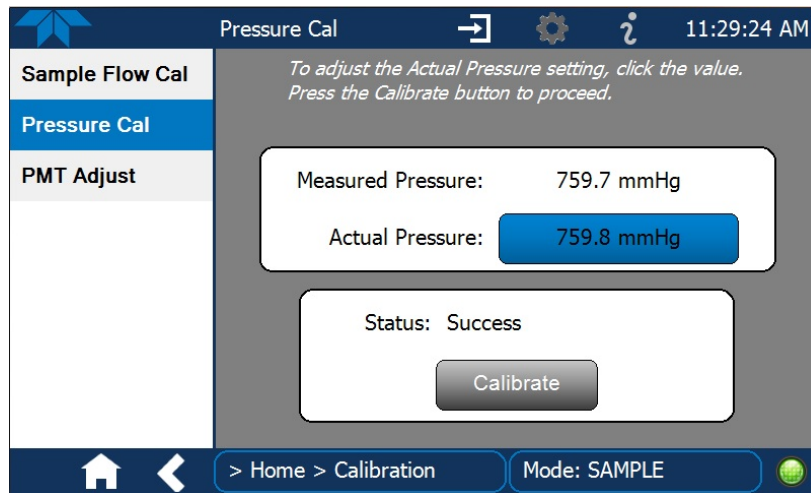 Pressure Cal
11:29:24 AM
Sample Flow Cal
Pressure Cal
PMT Adjust
To adjust the Actual Pressure setting, click the value.
Press the Calibrate button to proceed.
Measured Pressure: 759.7 mmHg
Actual Pressure: 759.8 mmHg
Status: Success
Calibrate
> Home > Calibration
Mode: SAMPLE